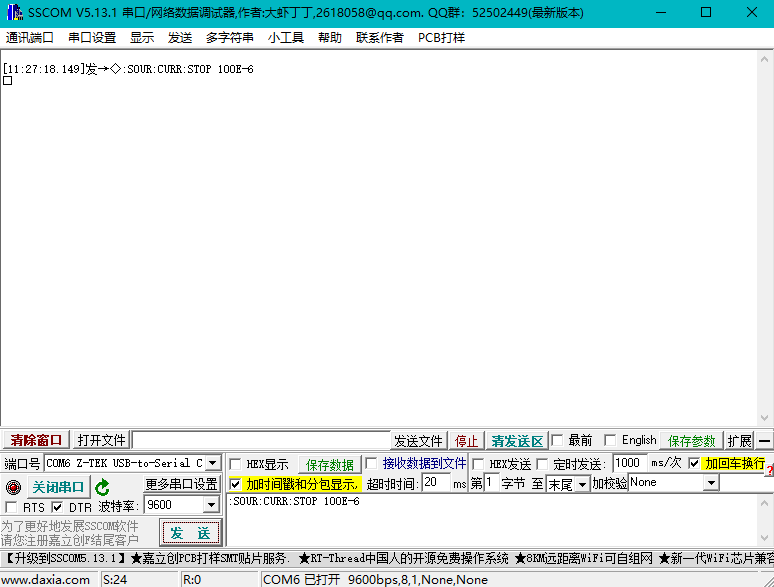 SSCOM V5.13.1 串口/网络数据调试器,作者:大虾丁丁,2618058@qq.com. QQ群: 52502449(最新版本)
通讯端口 串口设置 显示 发送 多字符串 小工具 帮助 联系作者 PCB打样
[11:27:18.149]发→◇:SOUR:CURR:STOP 100E-6
□
清除窗口 打开文件 发送文件 停止 清发送区 最前 English 保存参数 扩展 —
端口号 COM6 Z-TEK USB-to-Serial C HEX显示 保存数据 接收数据到文件 HEX发送 定时发送: 1000 ms/次 加回车换行
关闭串口 更多串口设置 加时间戳和分包显示, 超时时间: 20 ms 第 1 字节 至 末尾 加校验 None
RTS DTR 波特率: 9600 :SOUR:CURR:STOP 100E-6
为了更好地发展SSCOM软件
请您注册嘉立创F结尾客户
发 送
【升级到SSCOM5.13.1】★嘉立创PCB打样SMT贴片服务. ★RT-Thread中国人的开源免费操作系统 ★8KM远距离WiFi可自组网 ★新一代WiFi芯片兼容
www.daxia.com S:24 R:0 COM6 已打开 9600bps,8,1,None,None